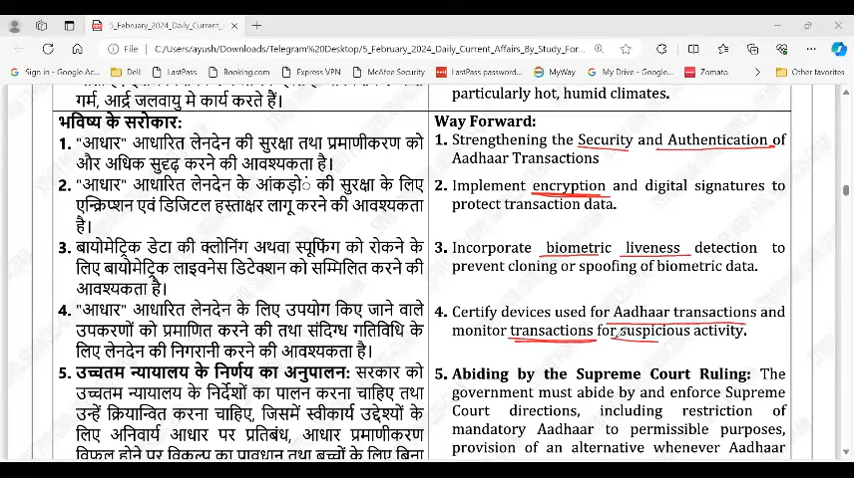 5_February_2024_Daily_Current_
File
C:/Users/ayush/Downloads/Telegram%20Desktop/5_February_2024_Daily_Current_Affairs_By_Study_For...
Sign in - Google Ac...
Dell
LastPass
Booking.com
Express VPN
McAfee Security
LastPass password...
MyWay
My Drive - Google...
Zomato
Other favorites
गर्म, आर्द्र जलवायु मे कार्य करते हैं।
भविष्य के सरोकार:
1. "आधार" आधारित लेनदेन की सुरक्षा तथा प्रमाणीकरण को
और अधिक सुदृढ़ करने की आवश्यकता है।
2. "आधार" आधारित लेनदेन के आंकड़ों की सुरक्षा के लिए
एन्क्रिप्शन एवं डिजिटल हस्ताक्षर लागू करने की आवश्यकता
है।
3. बायोमेट्रिक डेटा की क्लोनिंग अथवा स्पूफिंग को रोकने के
लिए बायोमेट्रिक लाइवनेस डिटेक्शन को सम्मिलित करने की
आवश्यकता है।
4. "आधार" आधारित लेनदेन के लिए उपयोग किए जाने वाले
उपकरणों को प्रमाणित करने की तथा संदिग्ध गतिविधि के
लिए लेनदेन की निगरानी करने की आवश्यकता है।
5. उच्चतम न्यायालय के निर्णय का अनुपालन: सरकार को
उच्चतम न्यायालय के निर्देशों का पालन करना चाहिए तथा
उन्हें क्रियान्वित करना चाहिए, जिसमें स्वीकार्य उद्देश्यों के
लिए अनिवार्य आधार पर प्रतिबंध, आधार प्रमाणीकरण
विफल होने पर विकल्प का प्रावधान तथा बच्चों के लिए बिना
particularly hot, humid climates.
Way Forward:
1. Strengthening the Security and Authentication of
Aadhaar Transactions
2. Implement encryption and digital signatures to
protect transaction data.
3. Incorporate biometric liveness detection to
prevent cloning or spoofing of biometric data.
4. Certify devices used for Aadhaar transactions and
monitor transactions for suspicious activity.
5. Abiding by the Supreme Court Ruling: The
government must abide by and enforce Supreme
Court directions, including restriction of
mandatory Aadhaar to permissible purposes,
provision of an alternative whenever Aadhaar